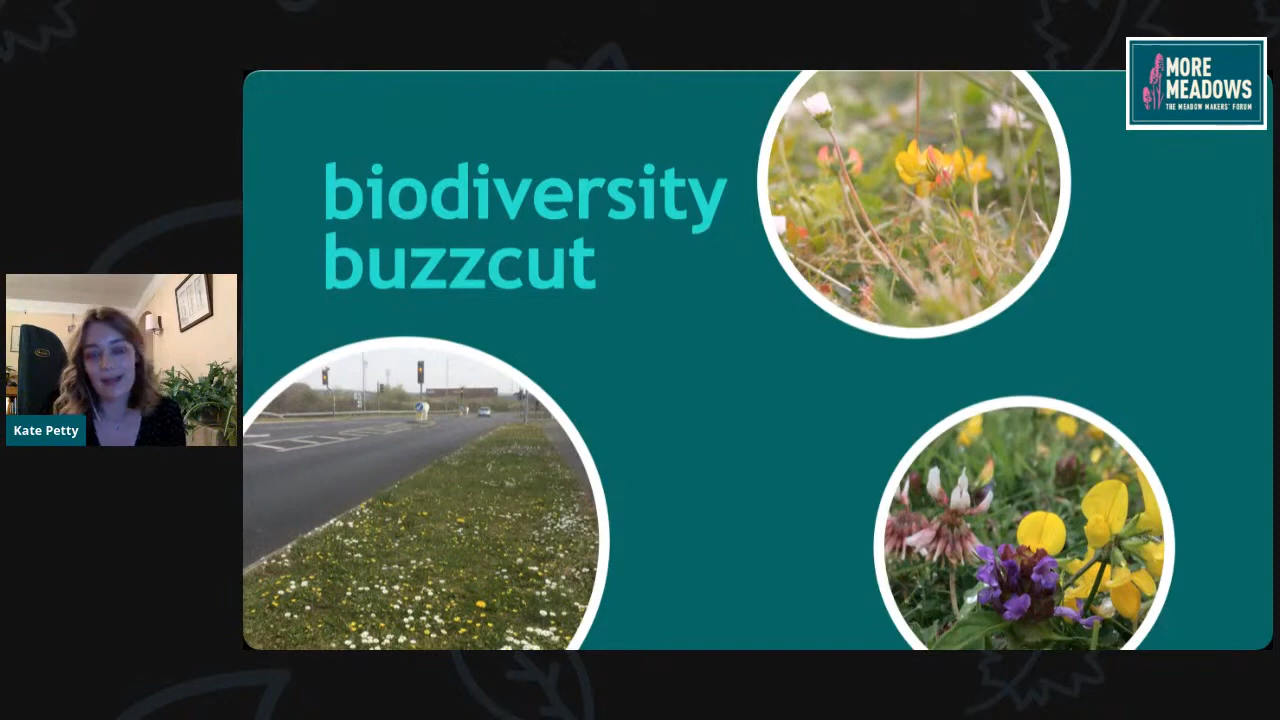 MORE
MEADOWS
THE MEADOW MAKERS' FORUM
biodiversity
buzzcut
Kate Petty